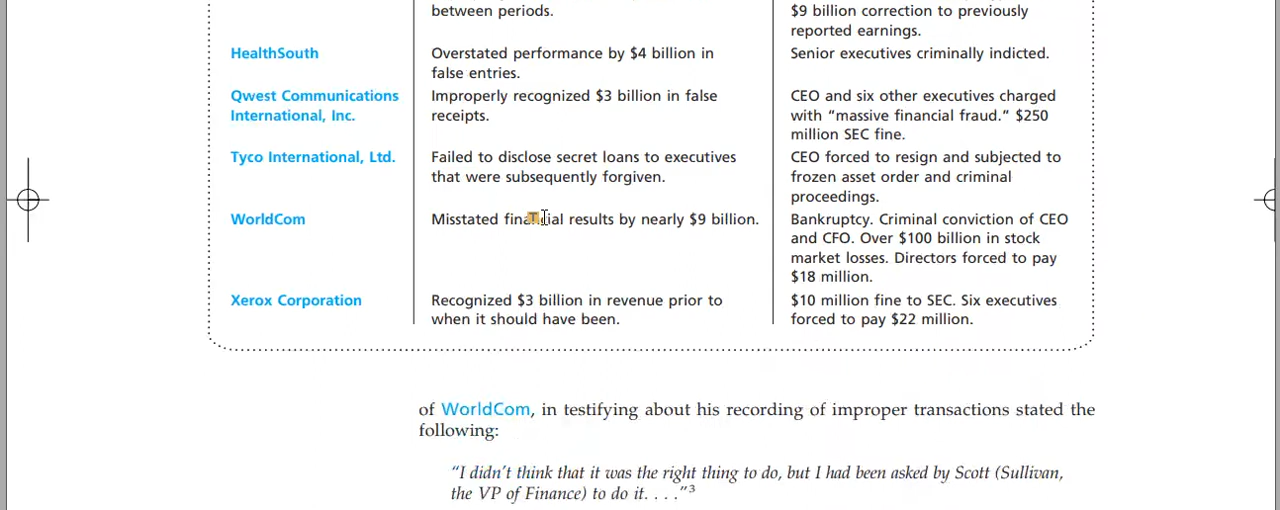 between periods.
$9 billion correction to previously
reported earnings.
HealthSouth
Overstated performance by $4 billion in
false entries.
Senior executives criminally indicted.
Qwest Communications
International, Inc.
Improperly recognized $3 billion in false
receipts.
CEO and six other executives charged
with “massive financial fraud.” $250
million SEC fine.
Tyco International, Ltd.
Failed to disclose secret loans to executives
that were subsequently forgiven.
CEO forced to resign and subjected to
frozen asset order and criminal
proceedings.
WorldCom
Misstated financial results by nearly $9 billion.
Bankruptcy. Criminal conviction of CEO
and CFO. Over $100 billion in stock
market losses. Directors forced to pay
$18 million.
Xerox Corporation
Recognized $3 billion in revenue prior to
when it should have been.
$10 million fine to SEC. Six executives
forced to pay $22 million.
of WorldCom, in testifying about his recording of improper transactions stated the
following:
“I didn’t think that it was the right thing to do, but I had been asked by Scott (Sullivan,
the VP of Finance) to do it. . . .”3